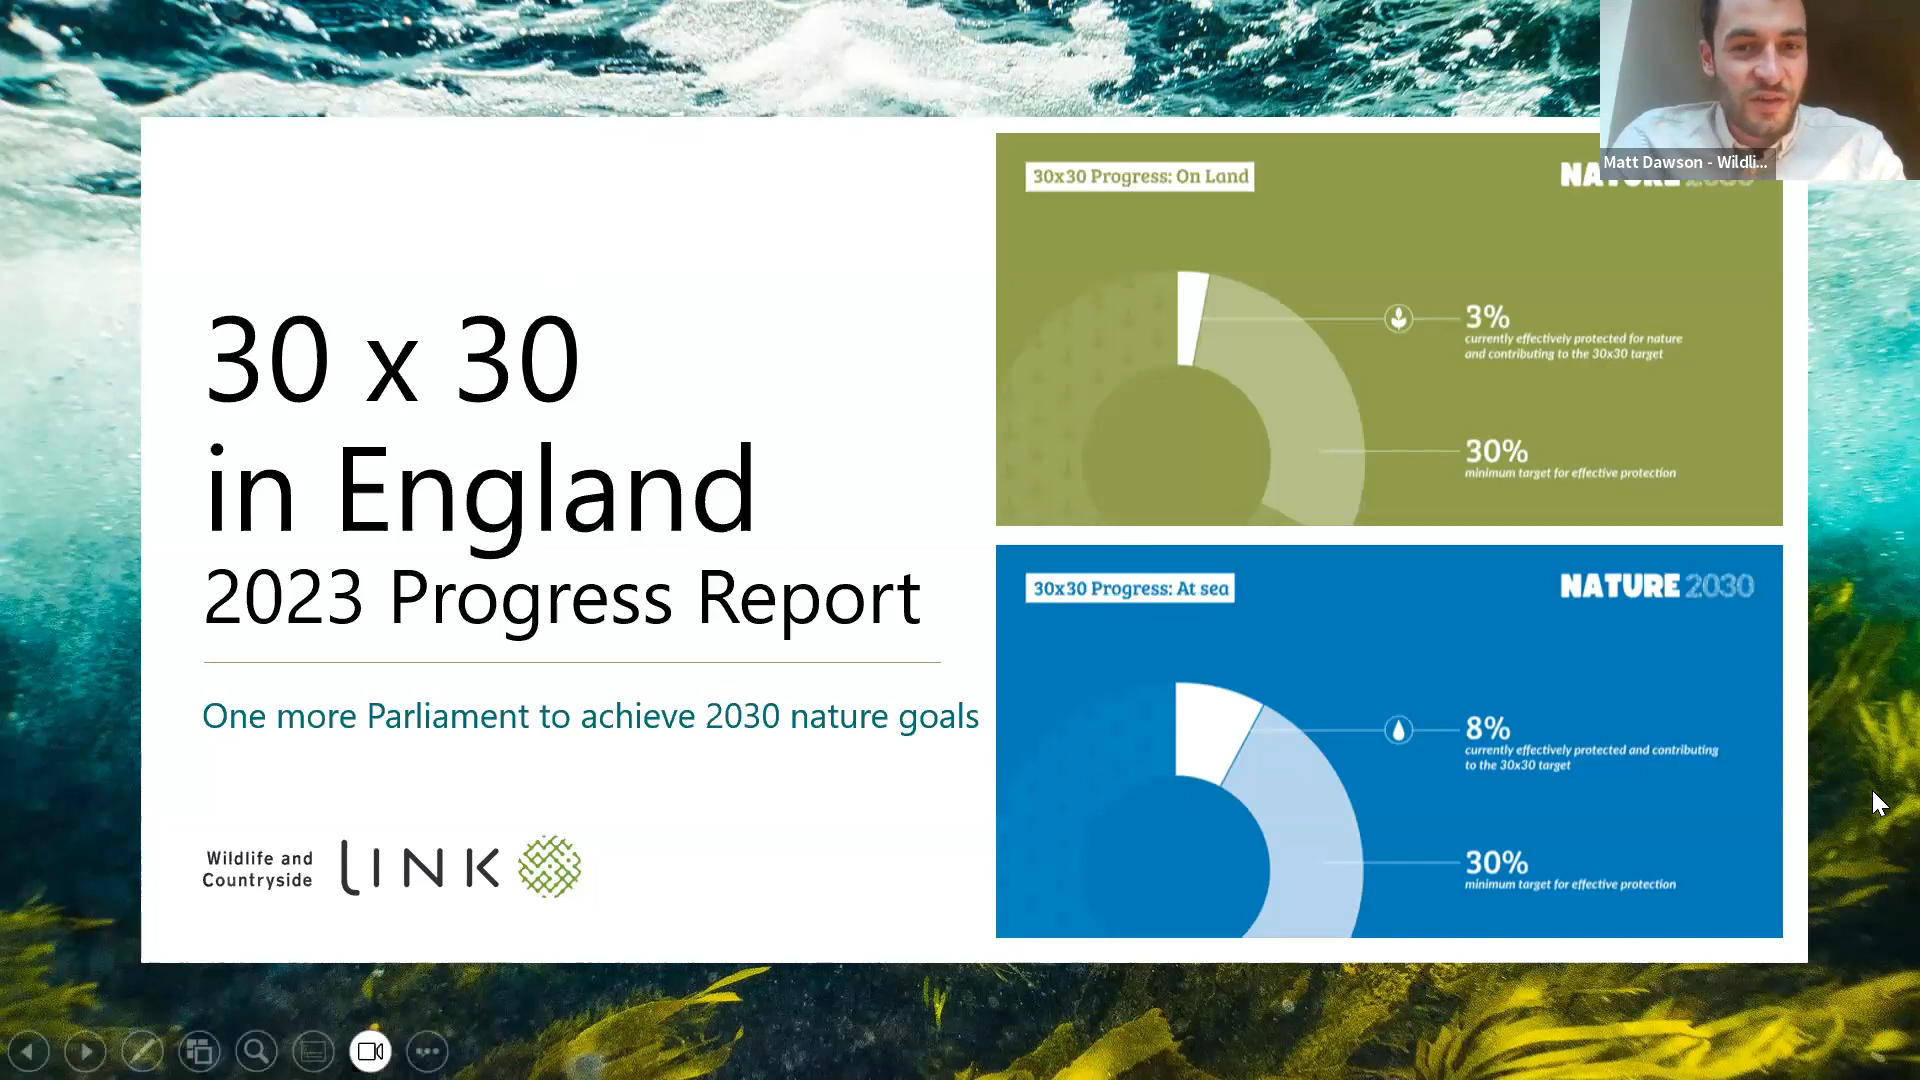 30 x 30
in England
2023 Progress Report
One more Parliament to achieve 2030 nature goals
Wildlife and
Countryside
LINK
30x30 Progress: On Land
3%
currently effectively protected for nature
and contributing to the 30x30 target
30%
minimum target for effective protection
30x30 Progress: At sea
NATURE 2030
8%
currently effectively protected and contributing
to the 30x30 target
30%
minimum target for effective protection
Matt Dawson - Wildli...